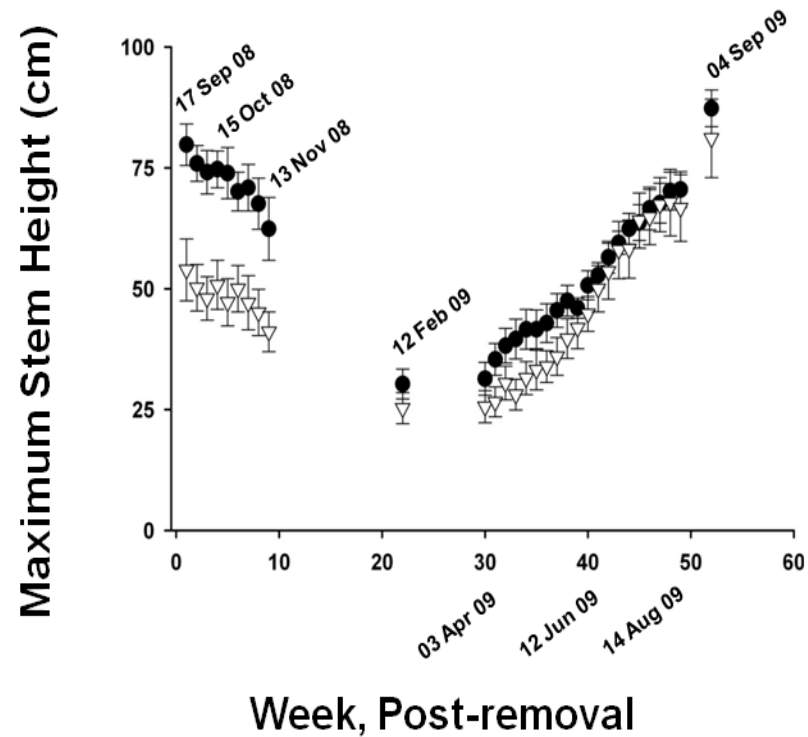 Maximum Stem Height (cm)
100
75
50
25
0
17 Sep 08
15 Oct 08
13 Nov 08
12 Feb 09
04 Sep 09
0 10 20 30 40 50 60
03 Apr 09
12 Jun 09
14 Aug 09
Week, Post-removal